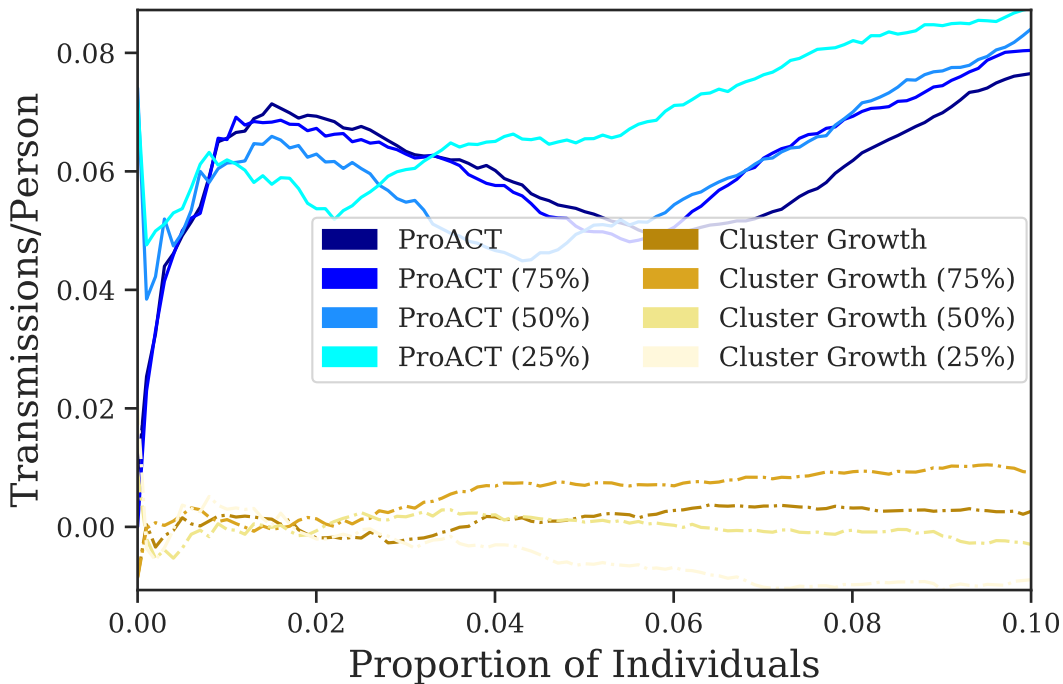 Transmissions/Person
0.08
0.06
0.04
0.02
0.00
ProACT
ProACT (75%)
ProACT (50%)
ProACT (25%)
Cluster Growth
Cluster Growth (75%)
Cluster Growth (50%)
Cluster Growth (25%)
0.00 0.02 0.04 0.06 0.08 0.10
Proportion of Individuals